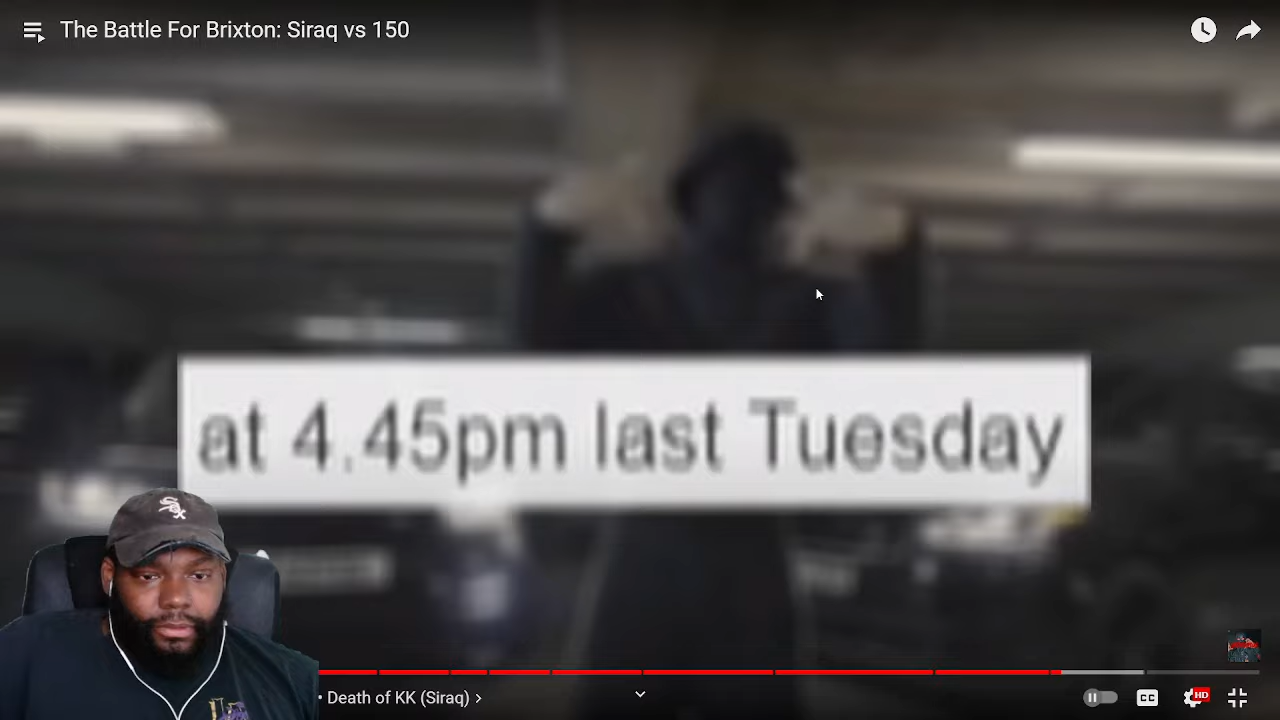 The Battle For Brixton: Siraq vs 150
at 4.45pm last Tuesday
• Death of KK (Siraq) ›
CC
HD